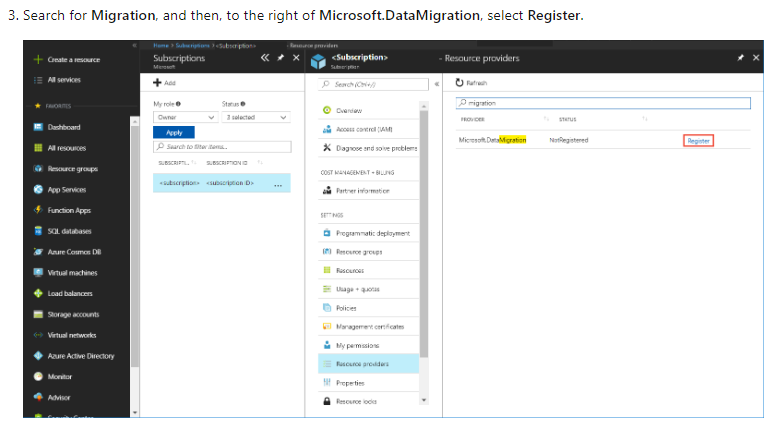 3. Search for Migration, and then, to the right of Microsoft.DataMigration, select Register.
Home > Subscriptions > <Subscription> - Resource providers
Create a resource
All services
FAVORITES
Dashboard
All resources
Resource groups
App Services
Function Apps
SQL databases
Azure Cosmos DB
Virtual machines
Load balancers
Storage accounts
Virtual networks
Azure Active Directory
Monitor
Advisor
Security Center
Subscriptions
Microsoft
Add
My role
Status
Owner
3 selected
Apply
Search to filter items...
SUBSCRIPTI...
SUBSCRIPTION ID
<subscription>
<subscription ID>
...
<Subscription> - Resource providers
Subscription
Search (Ctrl+/)
Overview
Access control (IAM)
Diagnose and solve problems
COST MANAGEMENT + BILLING
Partner information
SETTINGS
Programmatic deployment
Resource groups
Resources
Usage + quotas
Policies
Management certificates
My permissions
Resource providers
Properties
Resource locks
Refresh
migration
PROVIDER
STATUS
Microsoft.DataMigration
NotRegistered
Register